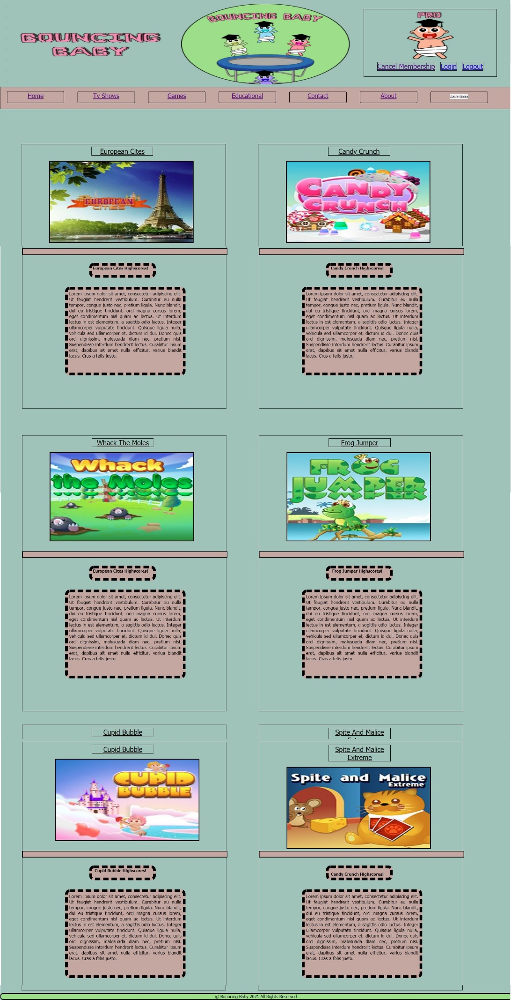 BOUNCING BABY
PRO
BOUNCING
BABY
Cancel Membership Login Logout
Home Tv Shows Games Educational Contact About Adult Mode
European Cites
EUROPEAN
CITIES
European Cites Highscores!
Lorem ipsum dolor sit amet, consectetur adipiscing elit.
Ut feugiat hendrerit vestibulum. Curabitur eu nulla
tempor, congue justo nec, pretium ligula. Nunc blandit,
dui eu tristique tincidunt, orci magna cursus lorem,
eget condimentum nisl quam ac lectus. Ut interdum
lectus in est elementum, a sagittis odio luctus. Integer
ullamcorper vulputate tincidunt. Quisque ligula nulla,
vehicula sed ullamcorper et, dictum id dui. Donec quis
orci dignissim, malesuada diam nec, pretium nisi.
Suspendisse interdum hendrerit lectus. Curabitur ipsum
erat, dapibus sit amet nulla efficitur, varius blandit
lacus. Cras a felis justo.
Candy Crunch
CANDY
CRUNCH
Candy Crunch Highscores!
Lorem ipsum dolor sit amet, consectetur adipiscing elit.
Ut feugiat hendrerit vestibulum. Curabitur eu nulla
tempor, congue justo nec, pretium ligula. Nunc blandit,
dui eu tristique tincidunt, orci magna cursus lorem,
eget condimentum nisl quam ac lectus. Ut interdum
lectus in est elementum, a sagittis odio luctus. Integer
ullamcorper vulputate tincidunt. Quisque ligula nulla,
vehicula sed ullamcorper et, dictum id dui. Donec quis
orci dignissim, malesuada diam nec, pretium nisi.
Suspendisse interdum hendrerit lectus. Curabitur ipsum
erat, dapibus sit amet nulla efficitur, varius blandit
lacus. Cras a felis justo.
Whack The Moles
Whack
the Moles
European Cites Highscores!
Lorem ipsum dolor sit amet, consectetur adipiscing elit.
Ut feugiat hendrerit vestibulum. Curabitur eu nulla
tempor, congue justo nec, pretium ligula. Nunc blandit,
dui eu tristique tincidunt, orci magna cursus lorem,
eget condimentum nisl quam ac lectus. Ut interdum
lectus in est elementum, a sagittis odio luctus. Integer
ullamcorper vulputate tincidunt. Quisque ligula nulla,
vehicula sed ullamcorper et, dictum id dui. Donec quis
orci dignissim, malesuada diam nec, pretium nisi.
Suspendisse interdum hendrerit lectus. Curabitur ipsum
erat, dapibus sit amet nulla efficitur, varius blandit
lacus. Cras a felis justo.
Frog Jumper
FROG
JUMPER
Frog Jumper Highscores!
Lorem ipsum dolor sit amet, consectetur adipiscing elit.
Ut feugiat hendrerit vestibulum. Curabitur eu nulla
tempor, congue justo nec, pretium ligula. Nunc blandit,
dui eu tristique tincidunt, orci magna cursus lorem,
eget condimentum nisl quam ac lectus. Ut interdum
lectus in est elementum, a sagittis odio luctus. Integer
ullamcorper vulputate tincidunt. Quisque ligula nulla,
vehicula sed ullamcorper et, dictum id dui. Donec quis
orci dignissim, malesuada diam nec, pretium nisi.
Suspendisse interdum hendrerit lectus. Curabitur ipsum
erat, dapibus sit amet nulla efficitur, varius blandit
lacus. Cras a felis justo.
Cupid Bubble
Spite And Malice
Cupid Bubble
CUPID
BUBBLE
Cupid Bubble Highscores!
Lorem ipsum dolor sit amet, consectetur adipiscing elit.
Ut feugiat hendrerit vestibulum. Curabitur eu nulla
tempor, congue justo nec, pretium ligula. Nunc blandit,
dui eu tristique tincidunt, orci magna cursus lorem,
eget condimentum nisl quam ac lectus. Ut interdum
lectus in est elementum, a sagittis odio luctus. Integer
ullamcorper vulputate tincidunt. Quisque ligula nulla,
vehicula sed ullamcorper et, dictum id dui. Donec quis
orci dignissim, malesuada diam nec, pretium nisi.
Suspendisse interdum hendrerit lectus. Curabitur ipsum
erat, dapibus sit amet nulla efficitur, varius blandit
lacus. Cras a felis justo.
Spite And Malice
Extreme
Spite and Malice
Extreme
Candy Crunch Highscores!
Lorem ipsum dolor sit amet, consectetur adipiscing elit.
Ut feugiat hendrerit vestibulum. Curabitur eu nulla
tempor, congue justo nec, pretium ligula. Nunc blandit,
dui eu tristique tincidunt, orci magna cursus lorem,
eget condimentum nisl quam ac lectus. Ut interdum
lectus in est elementum, a sagittis odio luctus. Integer
ullamcorper vulputate tincidunt. Quisque ligula nulla,
vehicula sed ullamcorper et, dictum id dui. Donec quis
orci dignissim, malesuada diam nec, pretium nisi.
Suspendisse interdum hendrerit lectus. Curabitur ipsum
erat, dapibus sit amet nulla efficitur, varius blandit
lacus. Cras a felis justo.
© Bouncing Baby 2021 All Rights Reserved